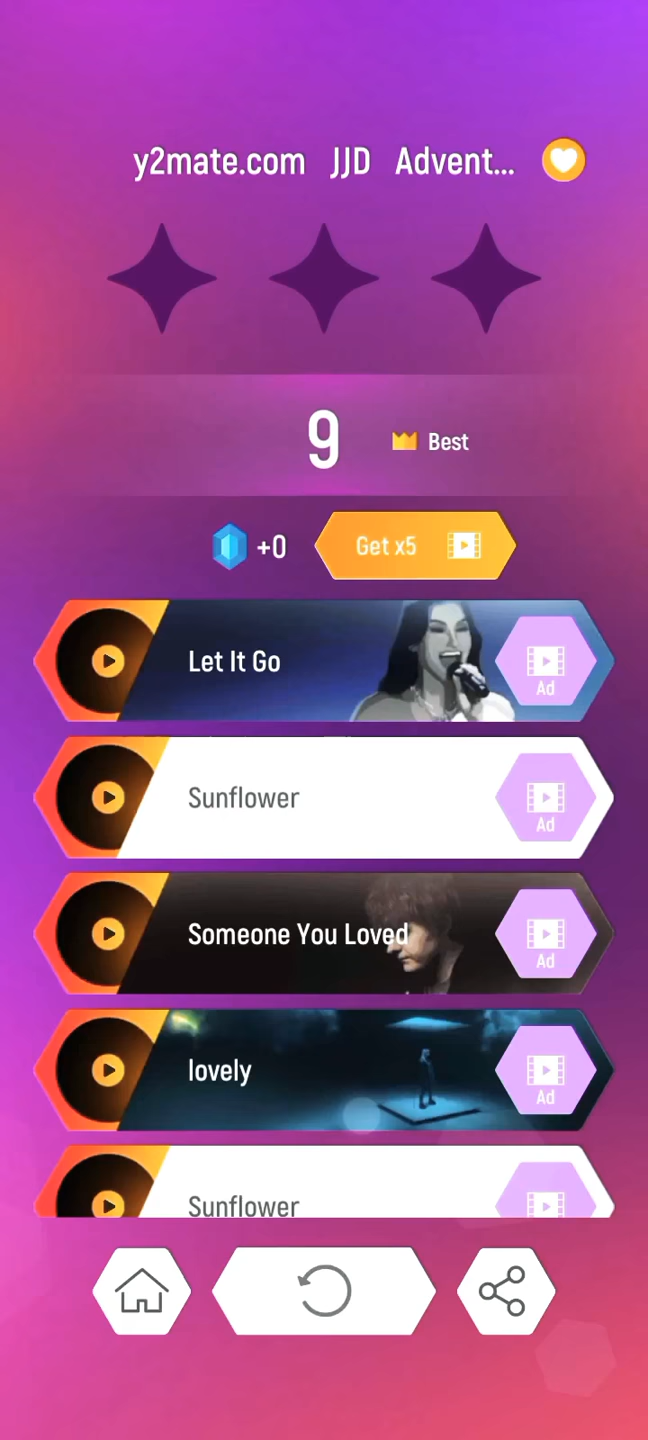 y2mate.com JJD Advent...
9 Best
+0 Get x5
Let It Go Ad
Sunflower Ad
Someone You Loved Ad
lovely Ad
Sunflower